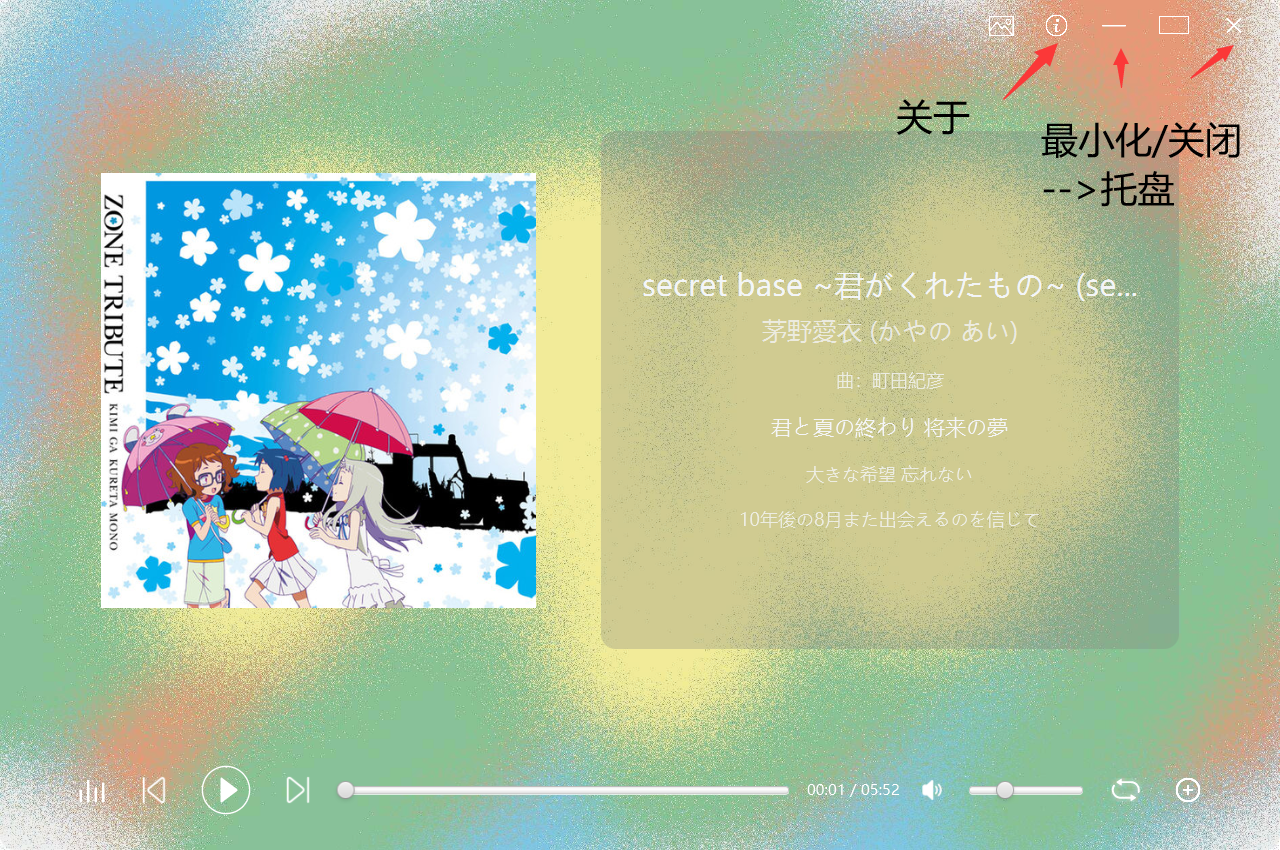 关于
最小化/关闭
-->托盘
ZONE TRIBUTE
KIMI GA KURETA MONO
secret base ~君がくれたもの~ (se...
茅野愛衣 (かやの あい)
曲：町田紀彦
君と夏の終わり 将来の夢
大きな希望 忘れない
10年後の8月また出会えるのを信じて
00:01 / 05:52